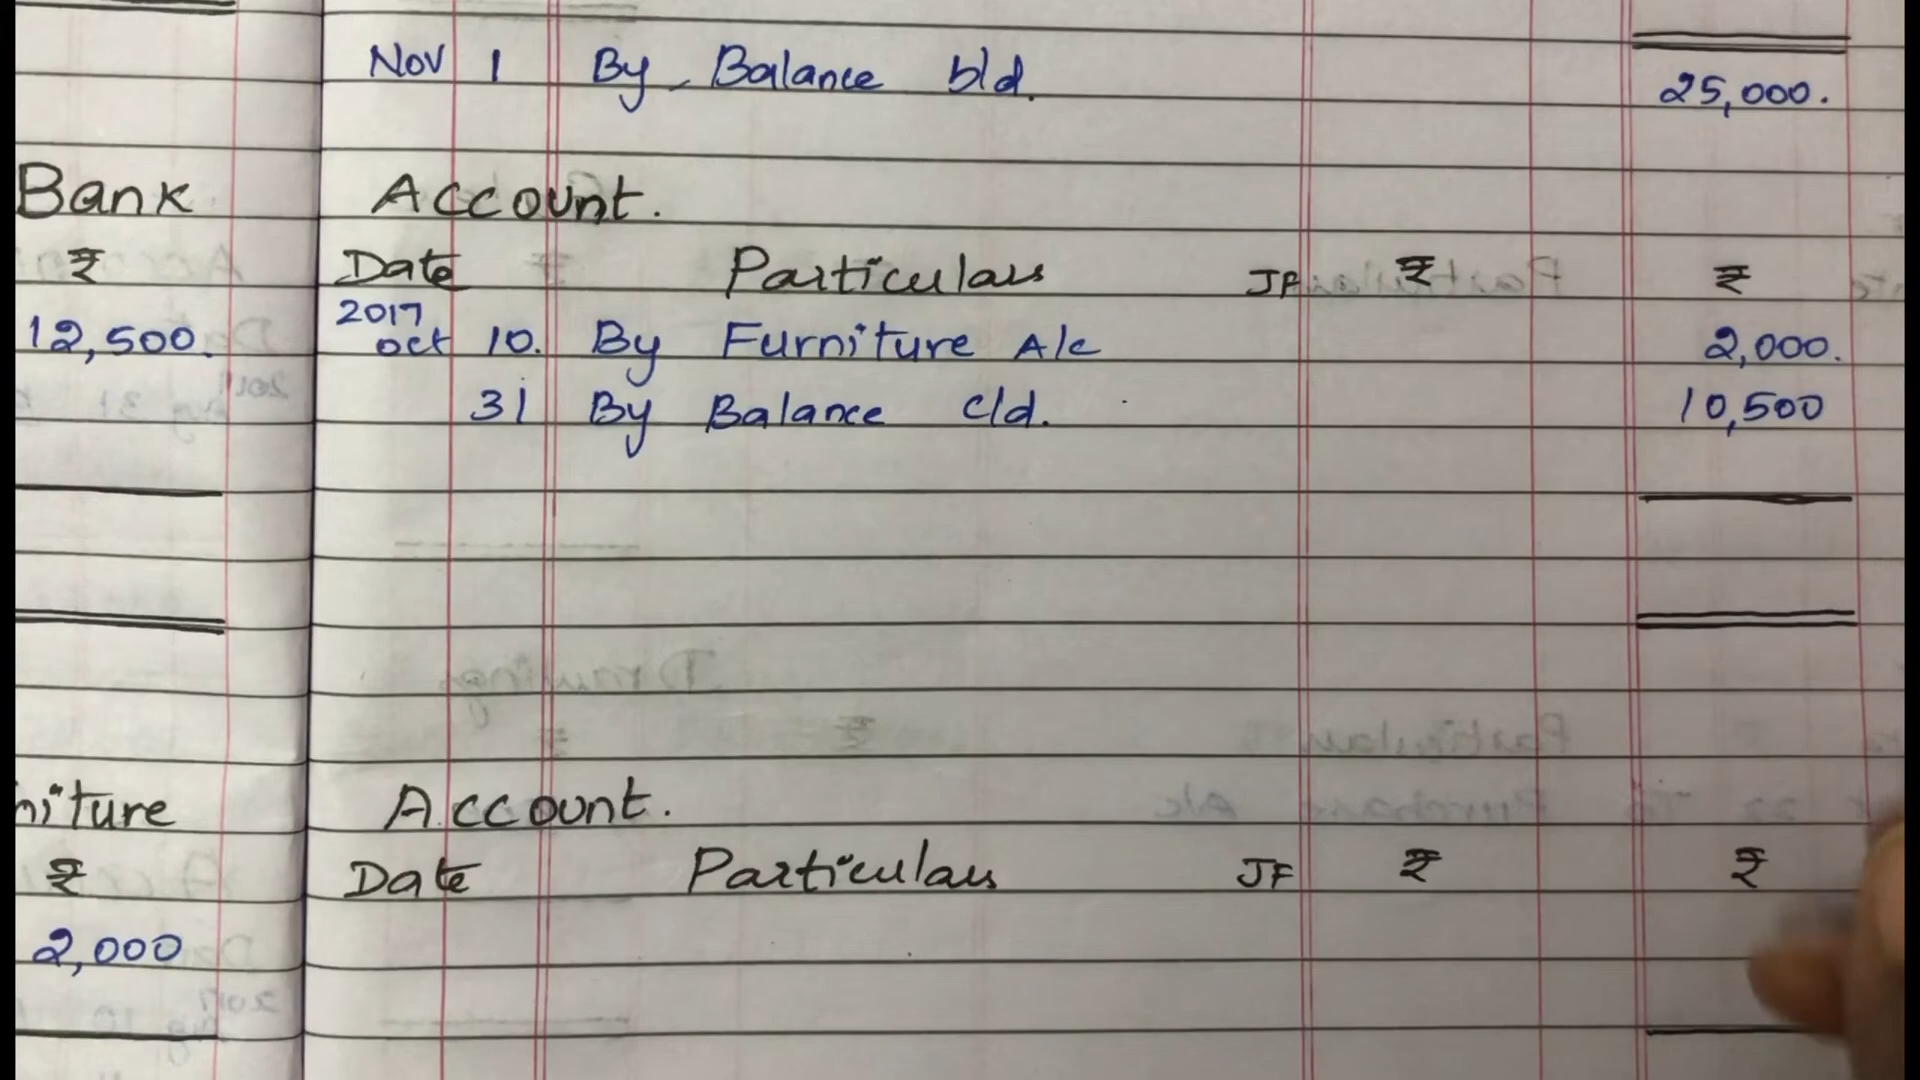 Nov 1 By Balance b/d. 25,000.
Bank Account.
₹ Date Particulars JF ₹ ₹
2017
12,500. oct 10. By Furniture A/c 2,000.
31 By Balance c/d. 10,500
niture Account.
₹ Date Particulars JF ₹ ₹
2,000